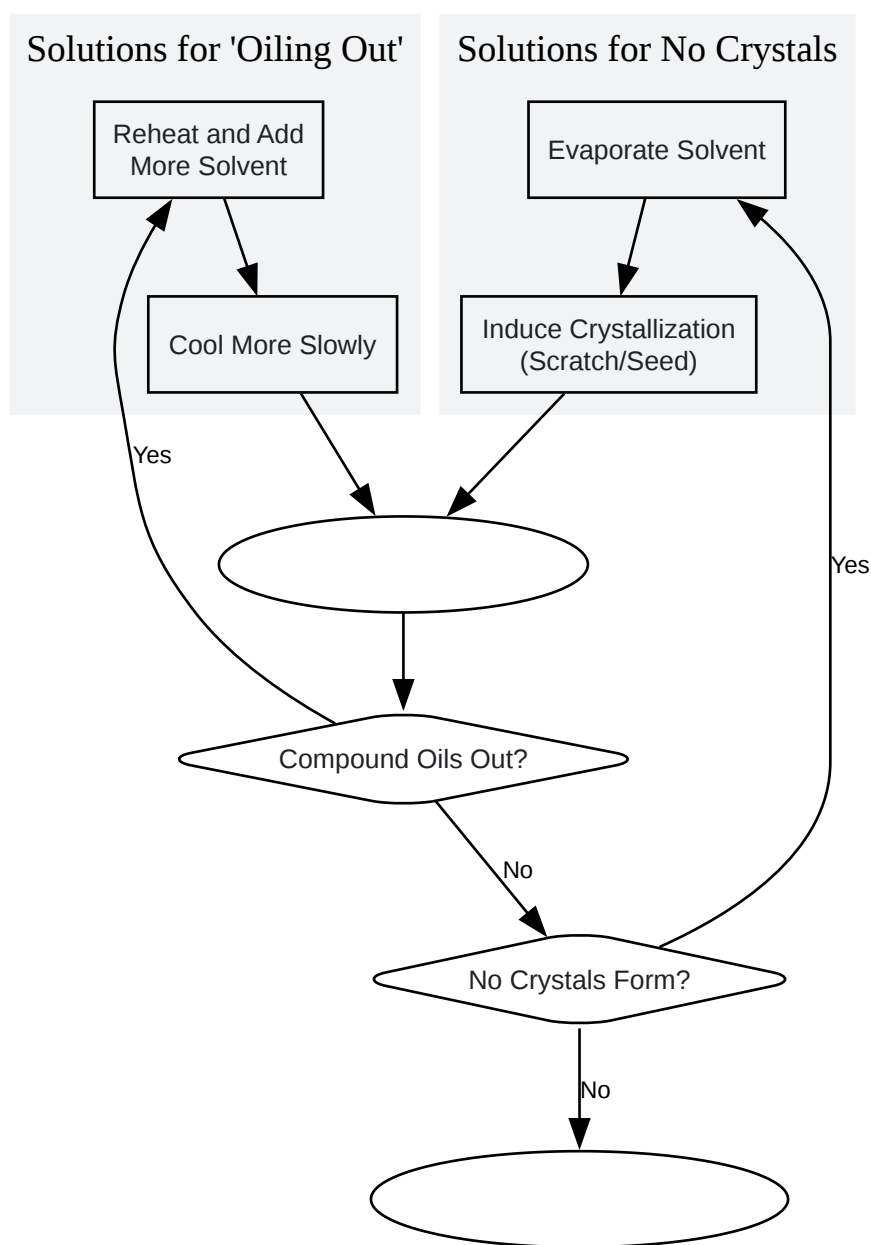 Solutions for 'Oiling Out'
Solutions for No Crystals
Reheat and Add
More Solvent
Evaporate Solvent
Cool More Slowly
Induce Crystallization
(Scratch/Seed)
Yes
Yes
Compound Oils Out?
No
No Crystals Form?
No